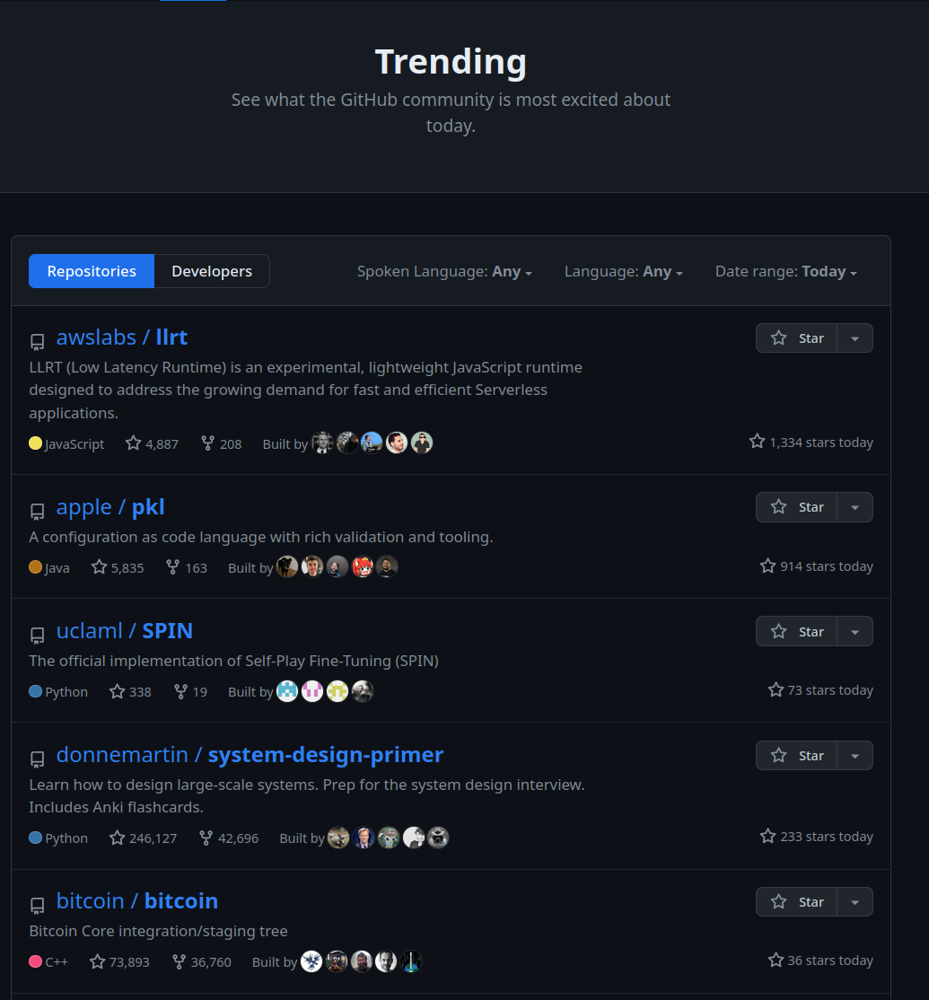 Trending
See what the GitHub community is most excited about
today.
Repositories Developers Spoken Language: Any Language: Any Date range: Today
awslabs / llrt Star
LLRT (Low Latency Runtime) is an experimental, lightweight JavaScript runtime
designed to address the growing demand for fast and efficient Serverless
applications.
JavaScript 4,887 208 Built by 1,334 stars today
apple / pkl Star
A configuration as code language with rich validation and tooling.
Java 5,835 163 Built by 914 stars today
uclaml / SPIN Star
The official implementation of Self-Play Fine-Tuning (SPIN)
Python 338 19 Built by 73 stars today
donnemartin / system-design-primer Star
Learn how to design large-scale systems. Prep for the system design interview.
Includes Anki flashcards.
Python 246,127 42,696 Built by 233 stars today
bitcoin / bitcoin Star
Bitcoin Core integration/staging tree
C++ 73,893 36,760 Built by 36 stars today